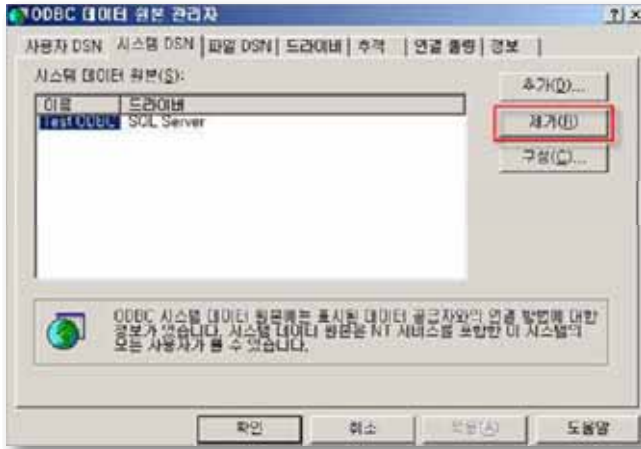 ODBC 데이터 원본 관리자
사용자 DSN 시스템 DSN 파일 DSN 드라이버 추적 연결 풀링 정보
시스템 데이터 원본(S):
추가(D)...
이름 드라이버
Test ODBC SQL Server
제거(R)
구성(C)...
ODBC 시스템 데이터 원본에는 표시된 데이터 공급자와의 연결 방법에 대한
정보가 있습니다. 시스템 데이터 원본은 NT 서비스를 포함한 이 시스템의
모든 사용자가 볼 수 있습니다.
확인 취소 적용(A) 도움말